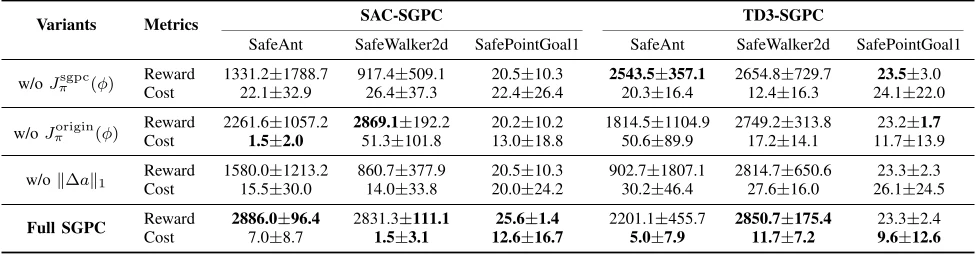 Variants Metrics SAC-SGPC TD3-SGPC
SafeAnt SafeWalker2d SafePointGoal1 SafeAnt SafeWalker2d SafePointGoal1
w/o J_π^sgpc(ϕ) Reward 1331.2±1788.7 917.4±509.1 20.5±10.3 2543.5±357.1 2654.8±729.7 23.5±3.0
Cost 22.1±32.9 26.4±37.3 22.4±26.4 20.3±16.4 12.4±16.3 24.1±22.0
w/o J_π^origin(ϕ) Reward 2261.6±1057.2 2869.1±192.2 20.2±10.2 1814.5±1104.9 2749.2±313.8 23.2±1.7
Cost 1.5±2.0 51.3±101.8 13.0±18.8 50.6±89.9 17.2±14.1 11.7±13.9
w/o ‖Δa‖₁ Reward 1580.0±1213.2 860.7±377.9 20.5±10.3 902.7±1807.1 2814.7±650.6 23.3±2.3
Cost 15.5±30.0 14.0±33.8 20.0±24.2 30.2±46.4 27.6±16.0 26.1±24.5
Full SGPC Reward 2886.0±96.4 2831.3±111.1 25.6±1.4 2201.1±455.7 2850.7±175.4 23.3±2.4
Cost 7.0±8.7 1.5±3.1 12.6±16.7 5.0±7.9 11.7±7.2 9.6±12.6